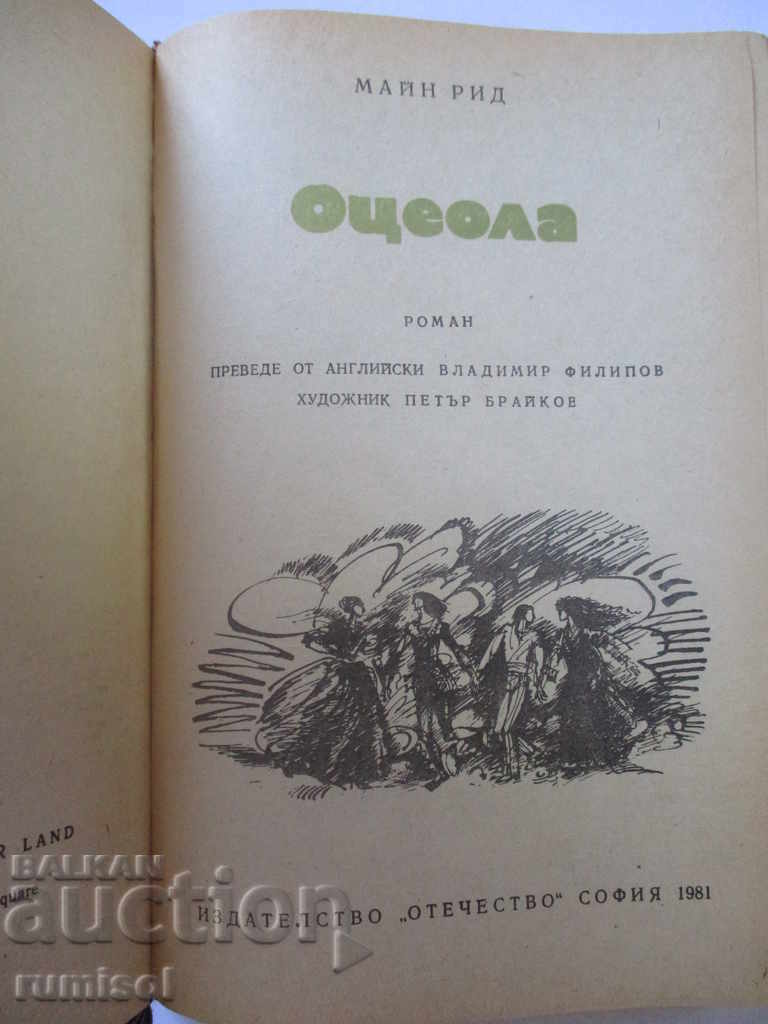 МАЙН РИД
Оцеола
РОМАН
ПРЕВЕДЕ ОТ АНГЛИЙСКИ ВЛАДИМИР ФИЛИПОВ
ХУДОЖНИК ПЕТЪР БРАЙКОВ
R LAND
quare
ИЗДАТЕЛСТВО „ОТЕЧЕСТВО" СОФИЯ 1981
BALKAN
auction
rumisol